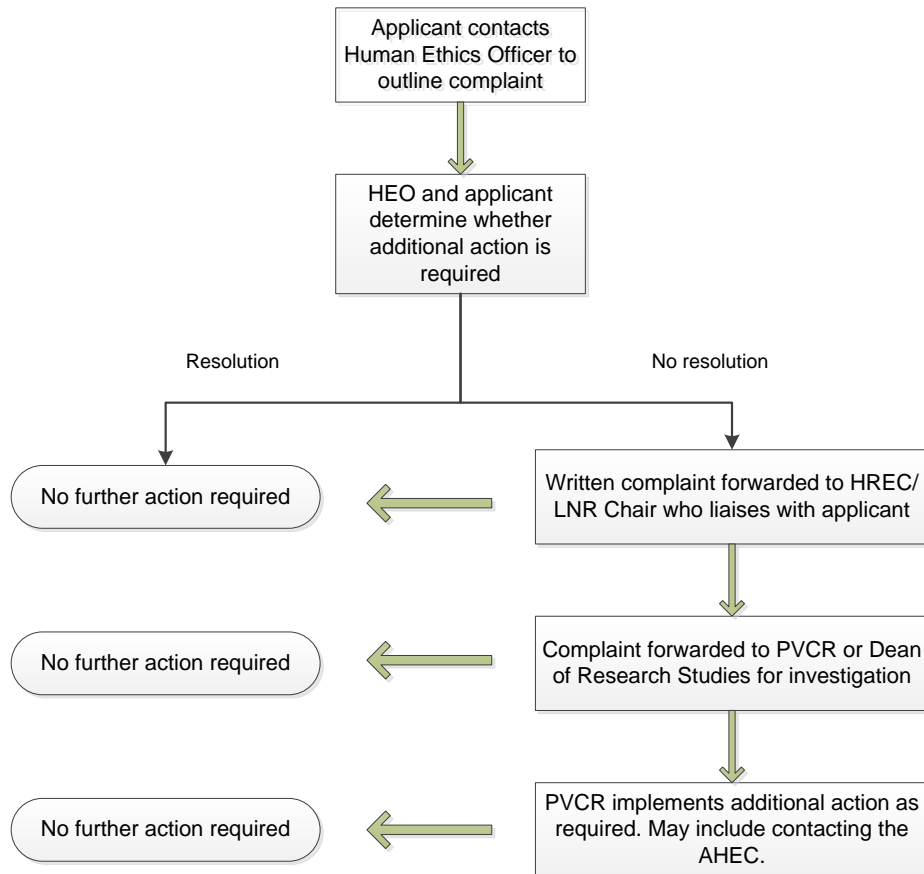 Applicant contacts
Human Ethics Officer to
outline complaint
HEO and applicant
determine whether
additional action is
required
Resolution
No resolution
No further action required
Written complaint forwarded to HREC/
LNR Chair who liaises with applicant
No further action required
Complaint forwarded to PVCR or Dean
of Research Studies for investigation
No further action required
PVCR implements additional action as
required. May include contacting the
AHEC.